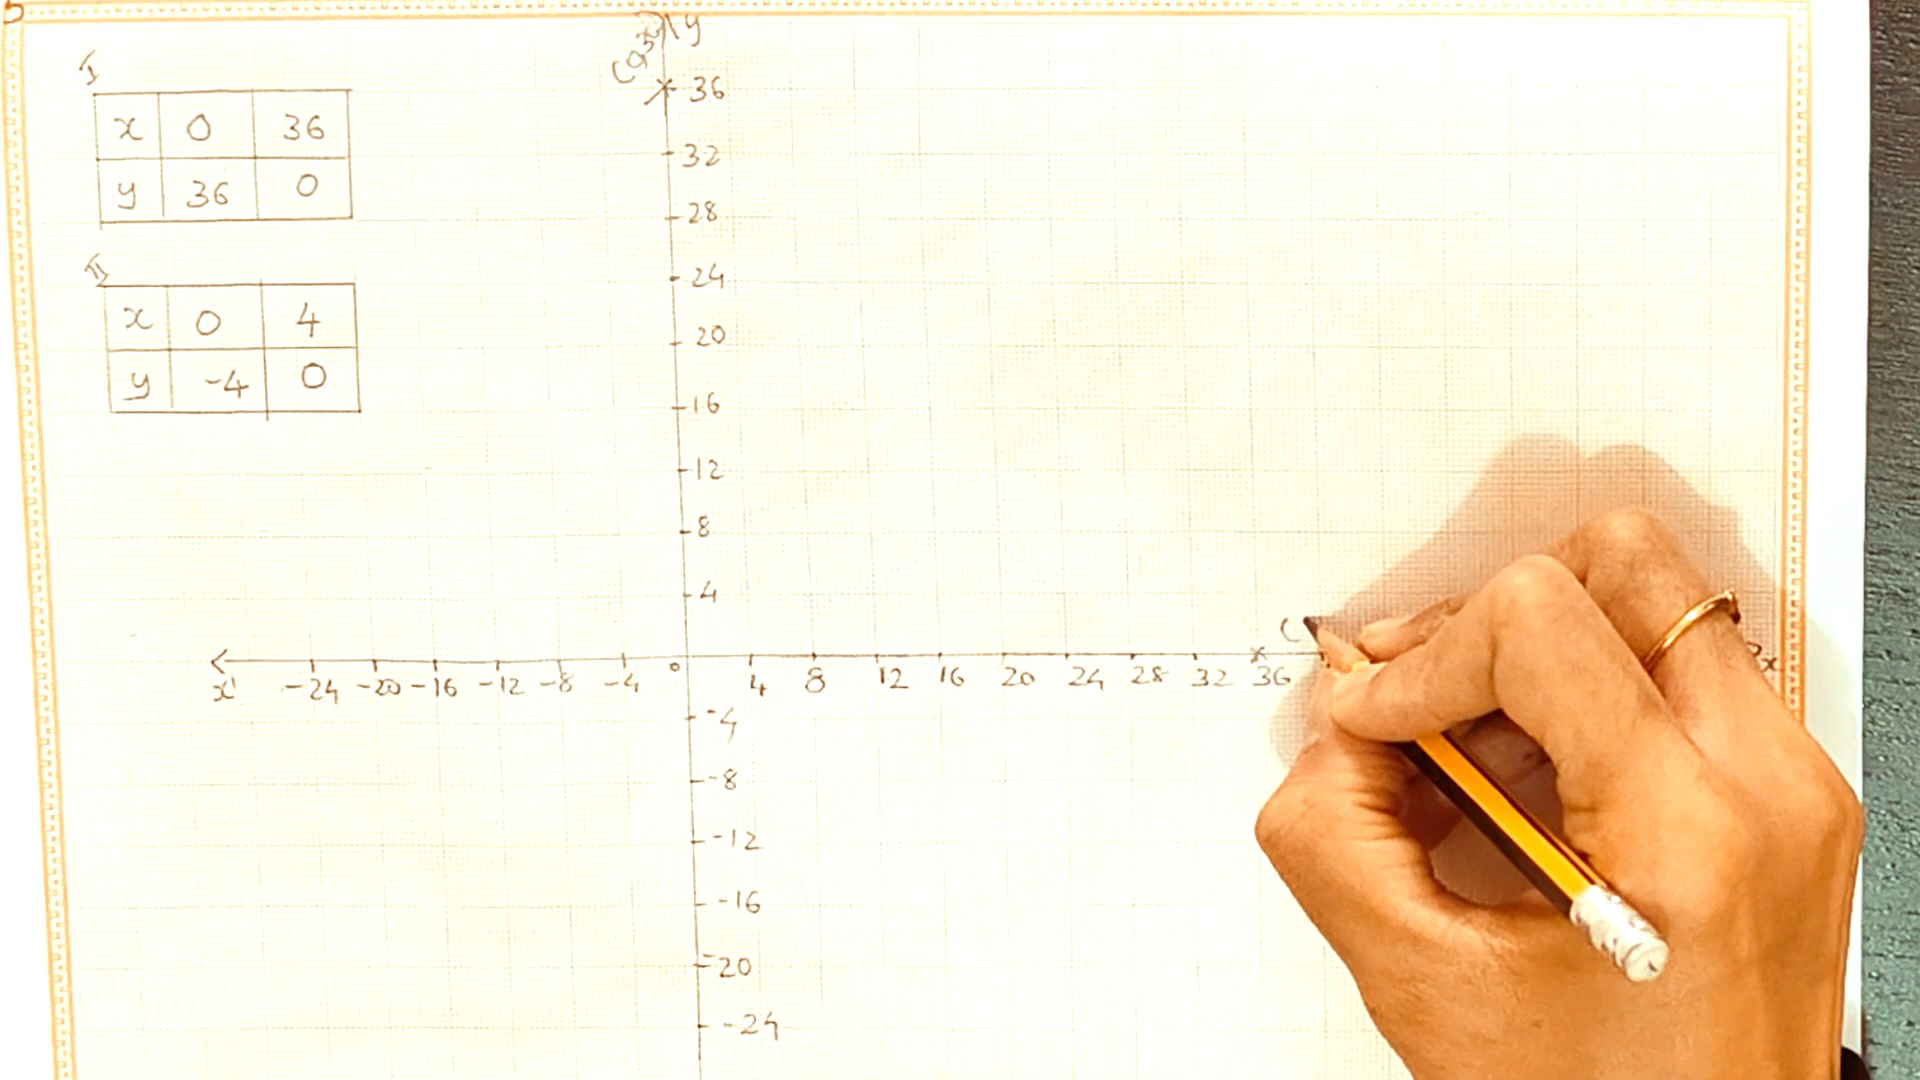 I
x 0 36
y 36 0
II
x 0 4
y -4 0
y
(0,36)
36
32
28
24
20
16
12
8
4
x' -24 -20 -16 -12 -8 -4 0 4 8 12 16 20 24 28 32 36 x
(
-4
-8
-12
-16
-20
-24